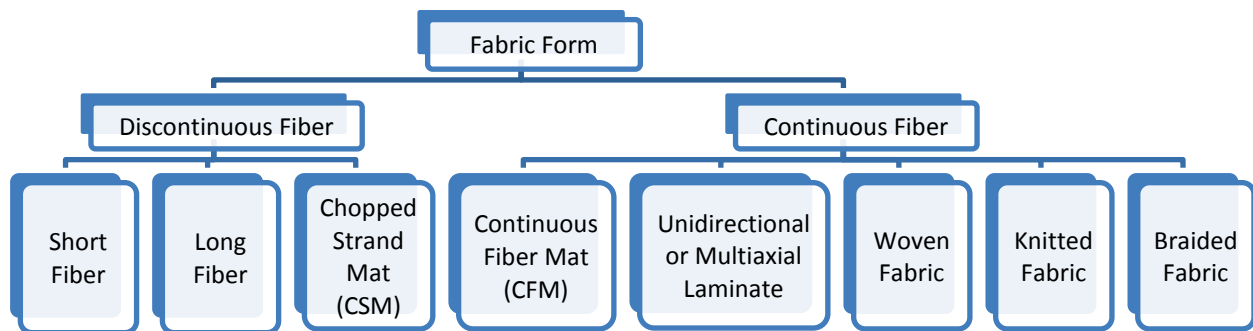 Fabric Form
Discontinuous Fiber
Continuous Fiber
Short
Fiber
Long
Fiber
Chopped
Strand
Mat
(CSM)
Continuous
Fiber Mat
(CFM)
Unidirectional
or Multiaxial
Laminate
Woven
Fabric
Knitted
Fabric
Braided
Fabric